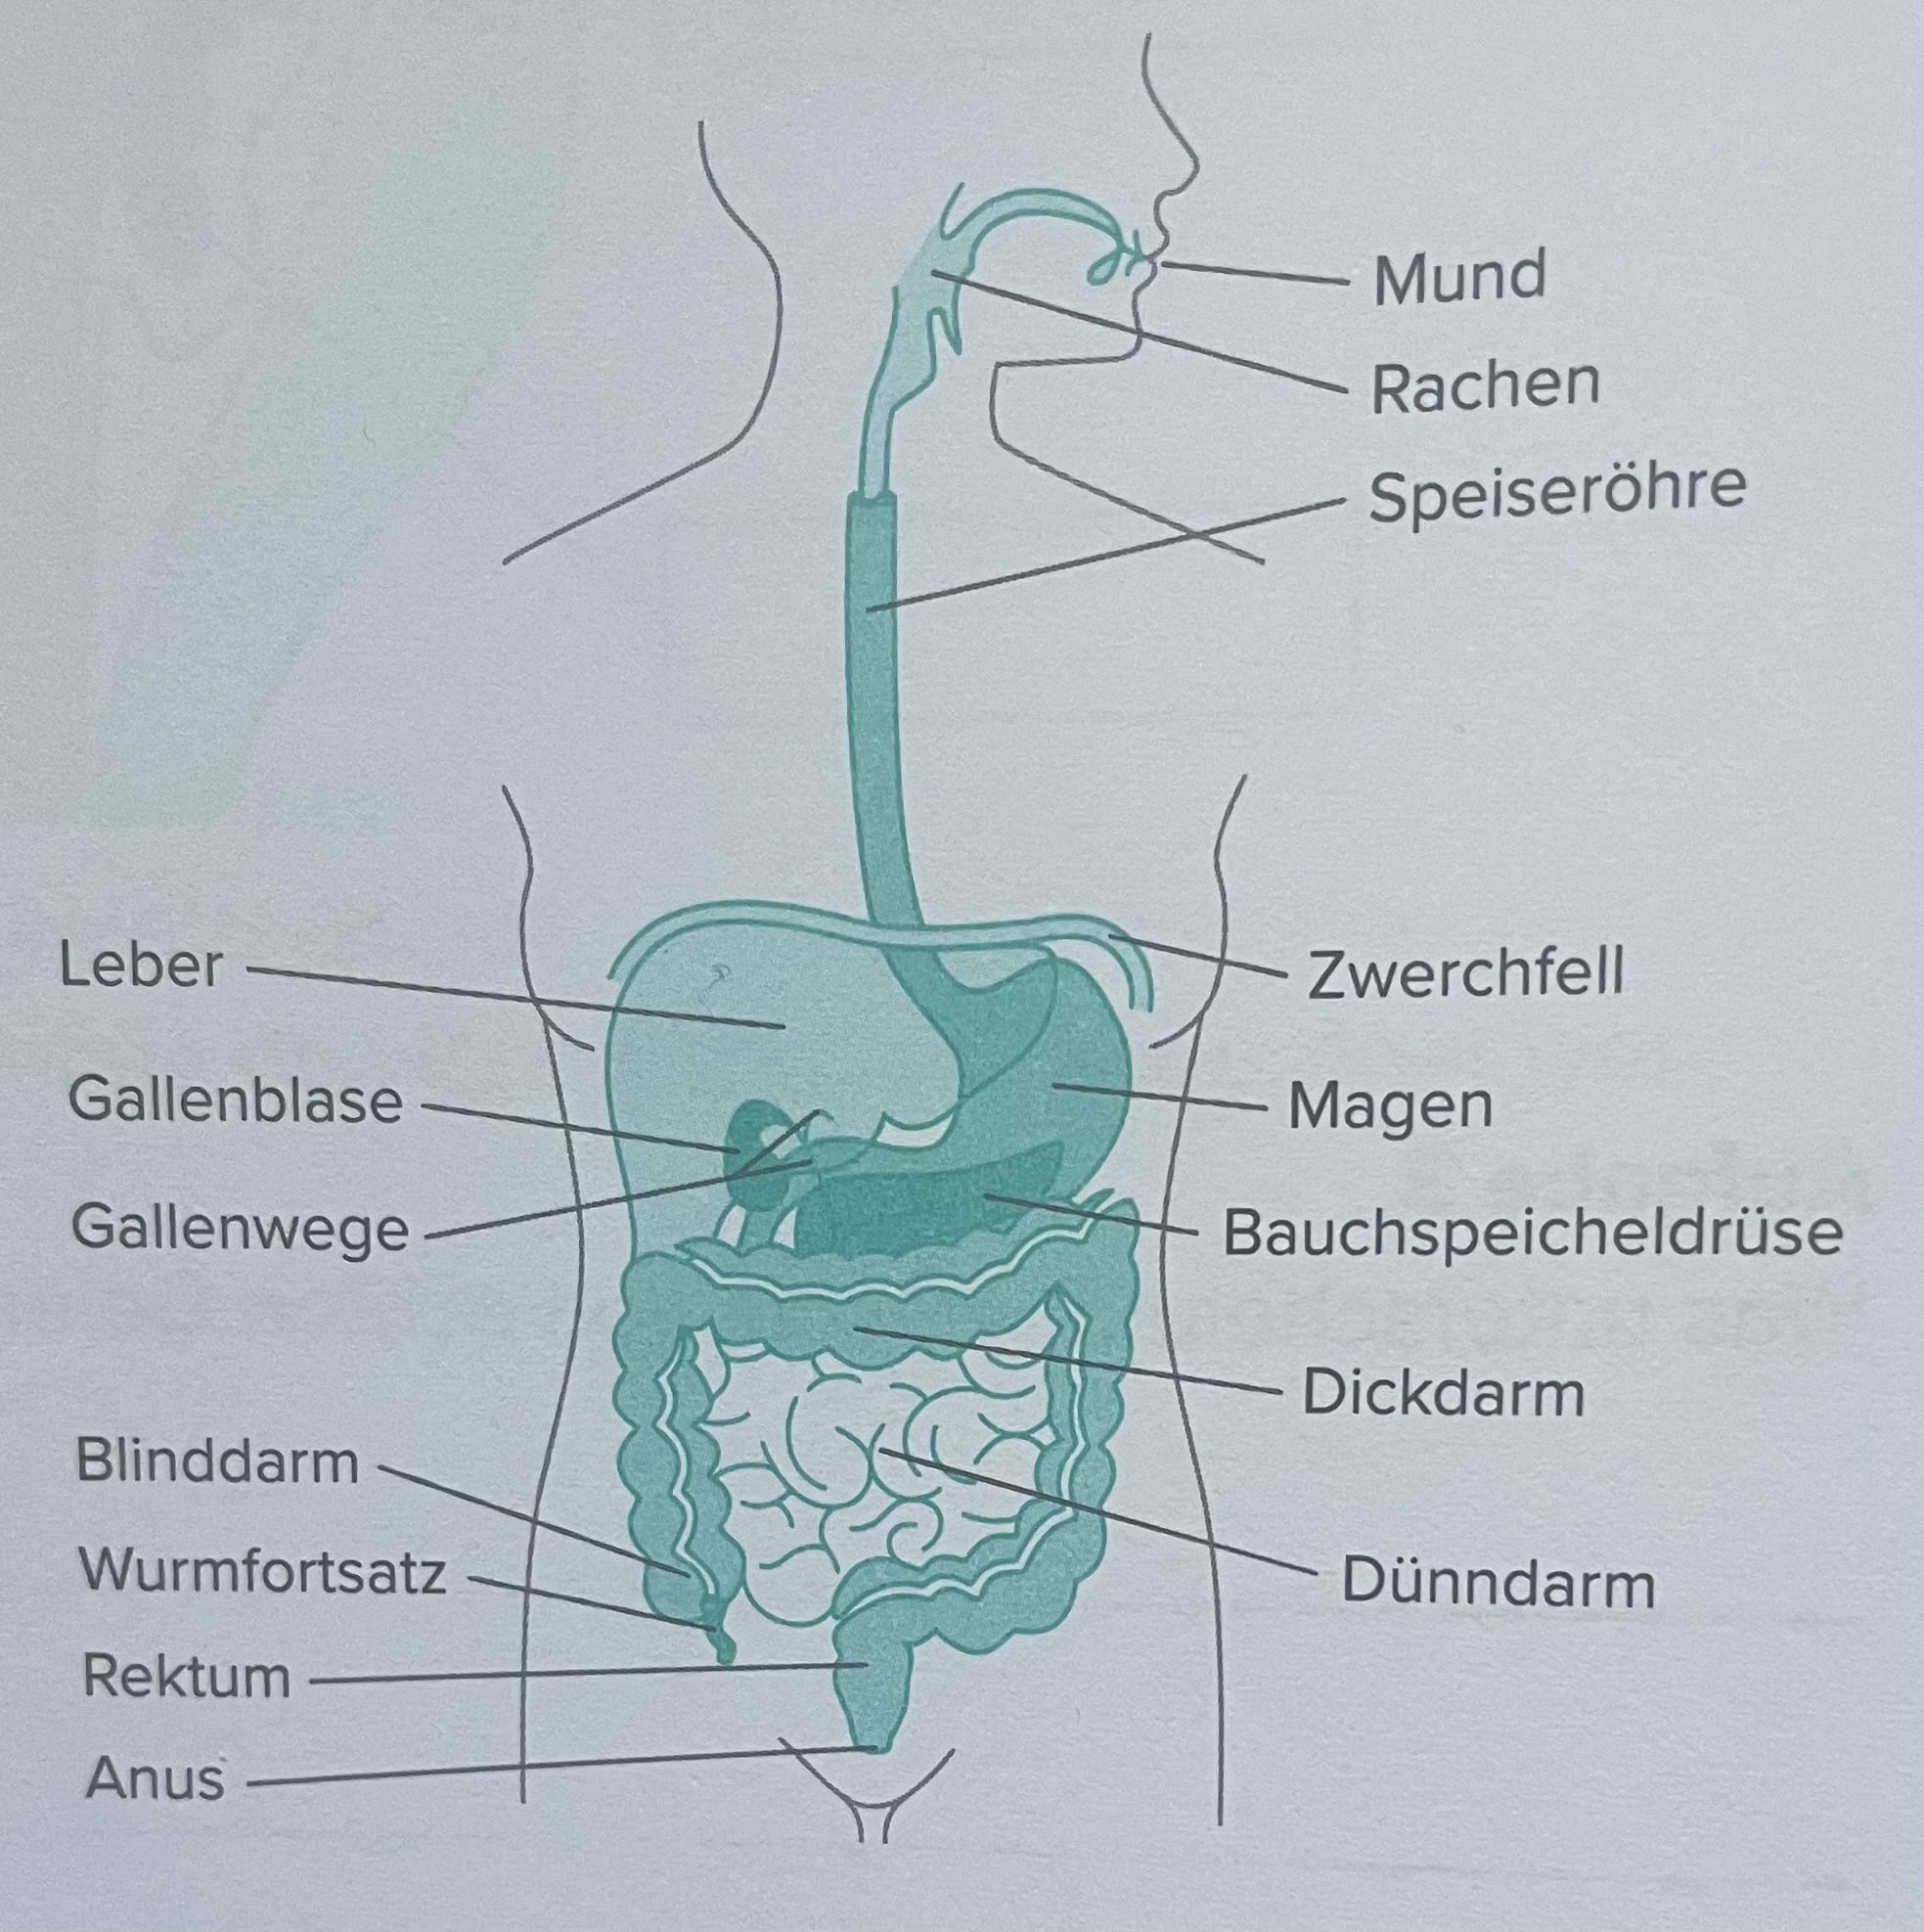 Mund
Rachen
Speiseröhre
Leber
Zwerchfell
Gallenblase
Magen
Gallenwege
Bauchspeicheldrüse
Dickdarm
Blinddarm
Wurmfortsatz
Dünndarm
Rektum
Anus